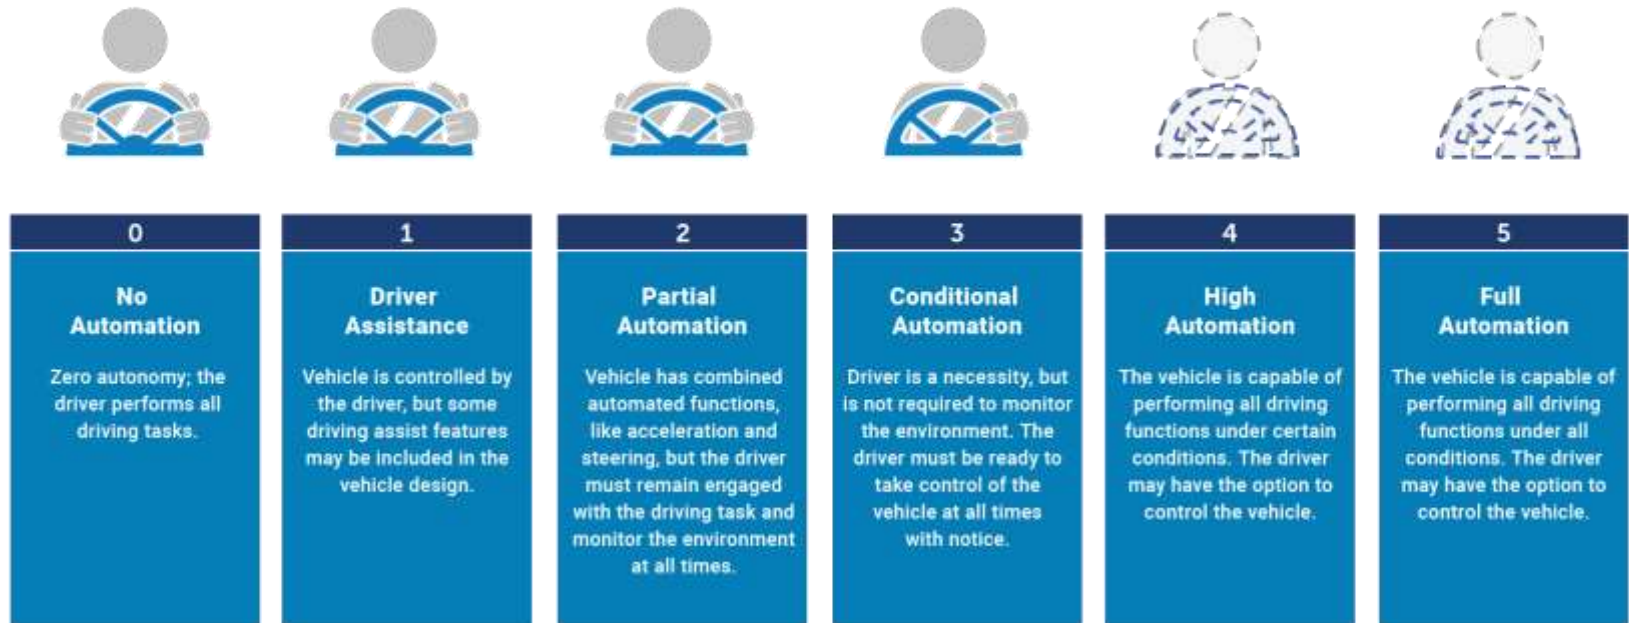 0
No
Automation
Zero autonomy; the
driver performs all
driving tasks.
1
Driver
Assistance
Vehicle is controlled by
the driver, but some
driving assist features
may be included in the
vehicle design.
2
Partial
Automation
Vehicle has combined
automated functions,
like acceleration and
steering, but the driver
must remain engaged
with the driving task and
monitor the environment
at all times.
3
Conditional
Automation
Driver is a necessity, but
is not required to monitor
the environment. The
driver must be ready to
take control of the
vehicle at all times
with notice.
4
High
Automation
The vehicle is capable of
performing all driving
functions under certain
conditions. The driver
may have the option to
control the vehicle.
5
Full
Automation
The vehicle is capable of
performing all driving
functions under all
conditions. The driver
may have the option to
control the vehicle.